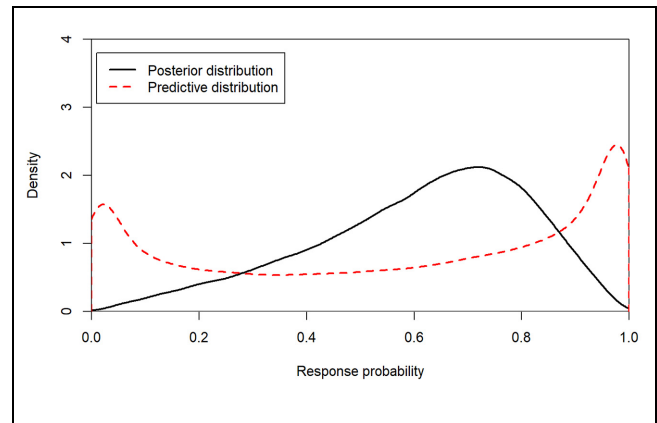 4
Posterior distribution
Predictive distribution
3
Density
2
1
0
0.0 0.2 0.4 0.6 0.8 1.0
Response probability